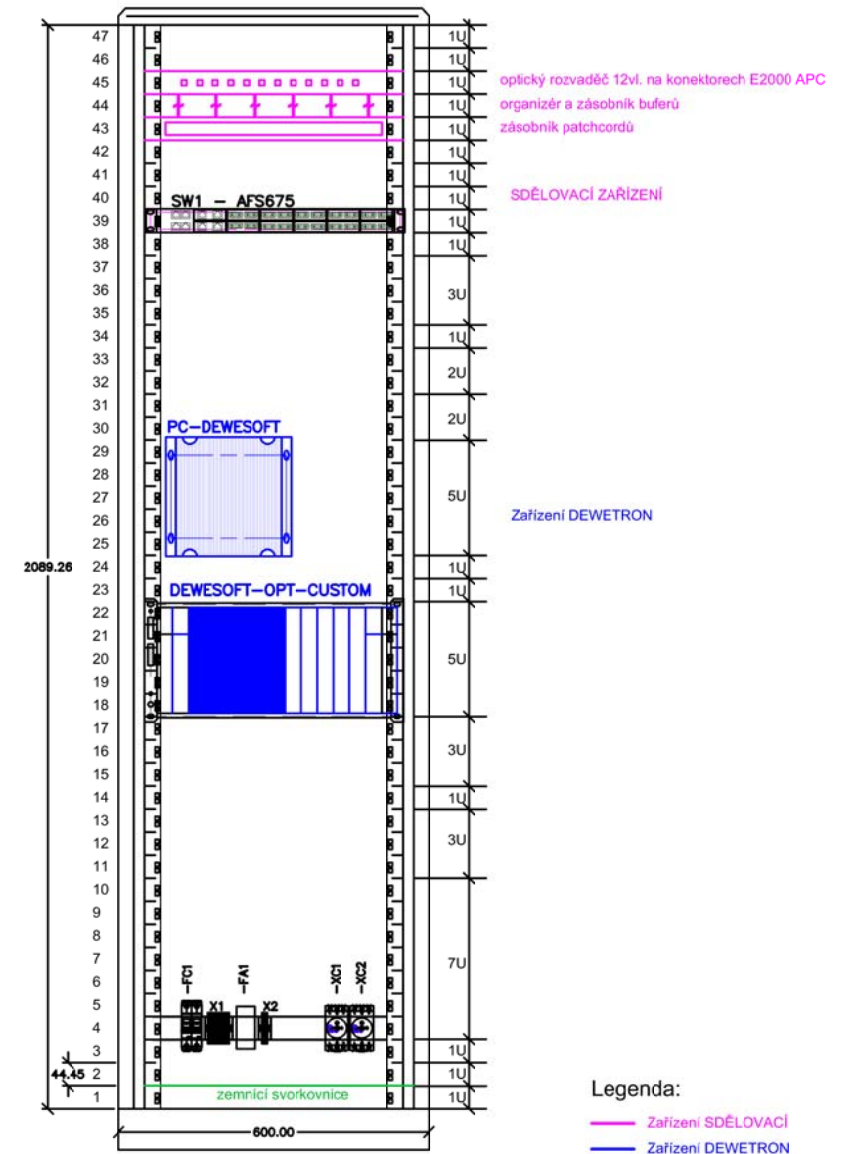 47 1U
46 1U
45 1U optický rozvaděč 12vl. na konektorech E2000 APC
44 1U organizér a zásobník buferů
43 1U zásobník patchcordů
42 1U
41 1U
40 SW1 - AFS675 1U SDĚLOVACÍ ZAŘÍZENÍ
39 1U
38 1U
37
36 3U
35
34 1U
33
32 2U
31
30 PC-DEWESOFT 2U
29
28
27 5U
26 Zařízení DEWETRON
25
2089.26 24 1U
23 DEWESOFT-OPT-CUSTOM 1U
22
21
20 5U
19
18
17
16 3U
15
14 1U
13
12 3U
11
10
9
8
7 7U
6 -FC1 -FA1 -XC1 -XC2
5 X1 X2
4
3 1U
44.45 2 1U
1 zemnící svorkovnice 1U
600.00
Legenda:
Zařízení SDĚLOVACÍ
Zařízení DEWETRON